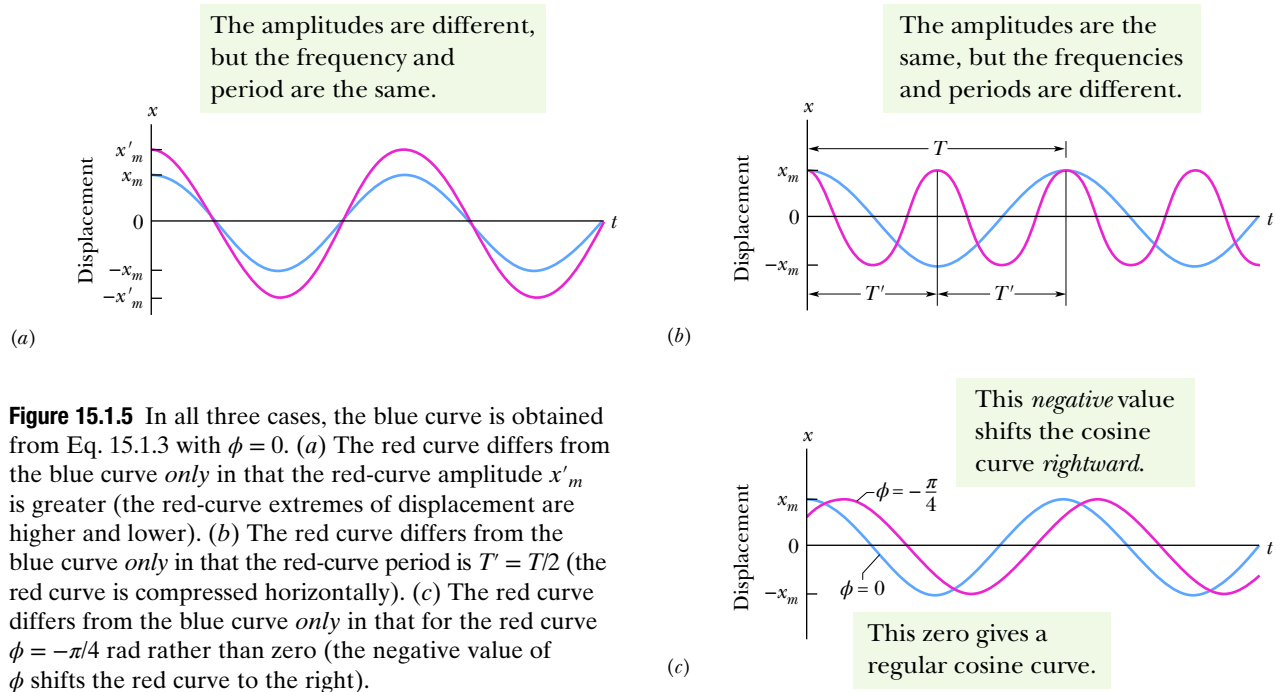 The amplitudes are different,
but the frequency and
period are the same.
x
x′m
xm
0
−xm
−x′m
Displacement
t
(a)
The amplitudes are the
same, but the frequencies
and periods are different.
x
T
xm
0
−xm
Displacement
t
T′
T′
(b)
Figure 15.1.5 In all three cases, the blue curve is obtained
from Eq. 15.1.3 with ϕ = 0. (a) The red curve differs from
the blue curve only in that the red-curve amplitude x′m
is greater (the red-curve extremes of displacement are
higher and lower). (b) The red curve differs from the
blue curve only in that the red-curve period is T′ = T/2 (the
red curve is compressed horizontally). (c) The red curve
differs from the blue curve only in that for the red curve
ϕ = −π/4 rad rather than zero (the negative value of
ϕ shifts the red curve to the right).
This negative value
shifts the cosine
curve rightward.
x
xm
ϕ = −π/4
0
−xm
Displacement
t
ϕ = 0
This zero gives a
regular cosine curve.
(c)